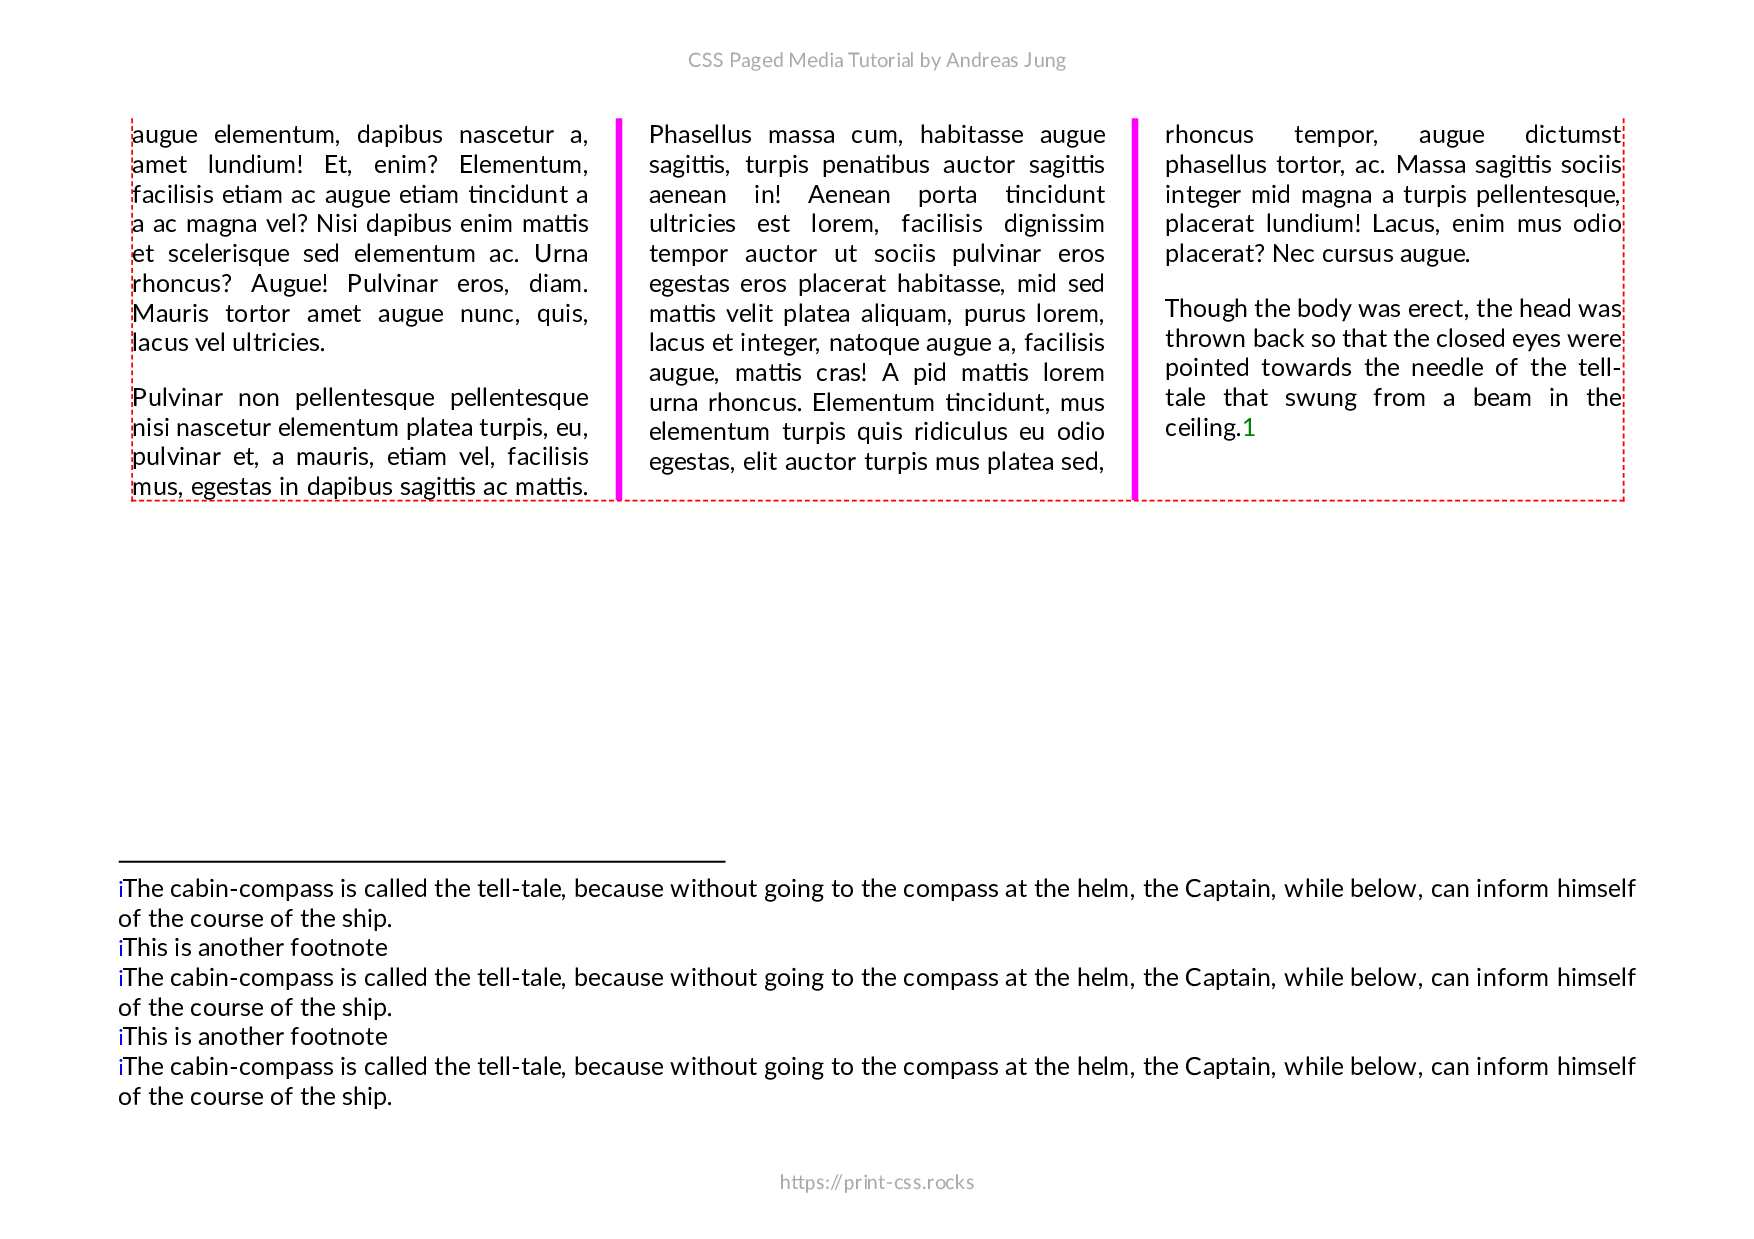 CSS Paged Media Tutorial by Andreas Jung
augue elementum, dapibus nascetur a,
amet lundium! Et, enim? Elementum,
facilisis etiam ac augue etiam tincidunt a
a ac magna vel? Nisi dapibus enim mattis
et scelerisque sed elementum ac. Urna
rhoncus? Augue! Pulvinar eros, diam.
Mauris tortor amet augue nunc, quis,
lacus vel ultricies.
Pulvinar non pellentesque pellentesque
nisi nascetur elementum platea turpis, eu,
pulvinar et, a mauris, etiam vel, facilisis
mus, egestas in dapibus sagittis ac mattis.
Phasellus massa cum, habitasse augue
sagittis, turpis penatibus auctor sagittis
aenean in! Aenean porta tincidunt
ultricies est lorem, facilisis dignissim
tempor auctor ut sociis pulvinar eros
egestas eros placerat habitasse, mid sed
mattis velit platea aliquam, purus lorem,
lacus et integer, natoque augue a, facilisis
augue, mattis cras! A pid mattis lorem
urna rhoncus. Elementum tincidunt, mus
elementum turpis quis ridiculus eu odio
egestas, elit auctor turpis mus platea sed,
rhoncus tempor, augue dictumst
phasellus tortor, ac. Massa sagittis sociis
integer mid magna a turpis pellentesque,
placerat lundium! Lacus, enim mus odio
placerat? Nec cursus augue.
Though the body was erect, the head was
thrown back so that the closed eyes were
pointed towards the needle of the tell-
tale that swung from a beam in the
ceiling.1
iThe cabin-compass is called the tell-tale, because without going to the compass at the helm, the Captain, while below, can inform himself
of the course of the ship.
iThis is another footnote
iThe cabin-compass is called the tell-tale, because without going to the compass at the helm, the Captain, while below, can inform himself
of the course of the ship.
iThis is another footnote
iThe cabin-compass is called the tell-tale, because without going to the compass at the helm, the Captain, while below, can inform himself
of the course of the ship.
https://print-css.rocks